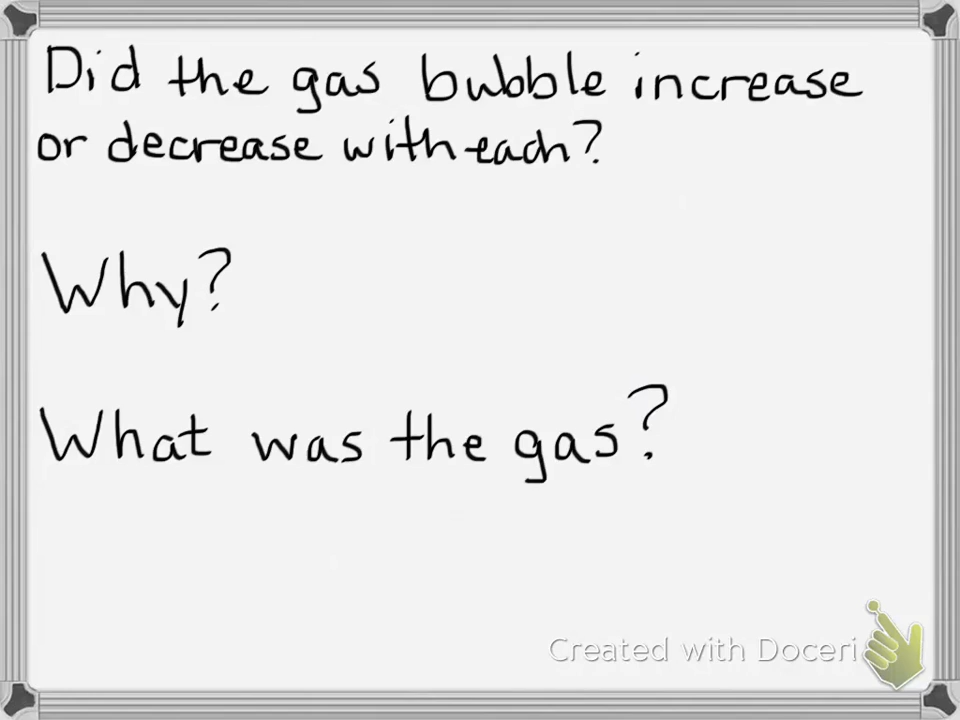 Did the gas bubble increase
or decrease with each?
Why?
What was the gas?
Created with Doceri